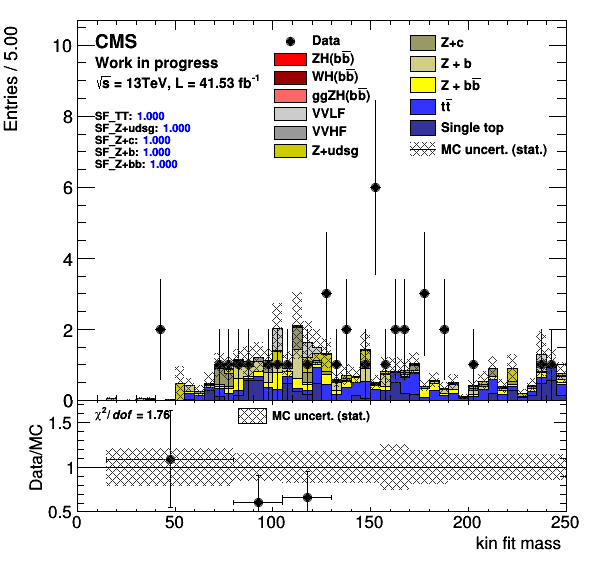 CMS
Work in progress
√s = 13TeV, L = 41.53 fb⁻¹
SF_TT: 1.000
SF_Z+udsg: 1.000
SF_Z+c: 1.000
SF_Z+b: 1.000
SF_Z+bb: 1.000
Data
ZH(bb̅)
WH(bb̅)
ggZH(bb̅)
VVLF
VVHF
Z+udsg
Z+c
Z + b
Z + bb̅
tt̅
Single top
MC uncert. (stat.)
Entries / 5.00
10
8
6
4
2
0
χ²/ dof = 1.76
MC uncert. (stat.)
Data/MC
1.5
1
0.5
0 50 100 150 200 250
kin fit mass